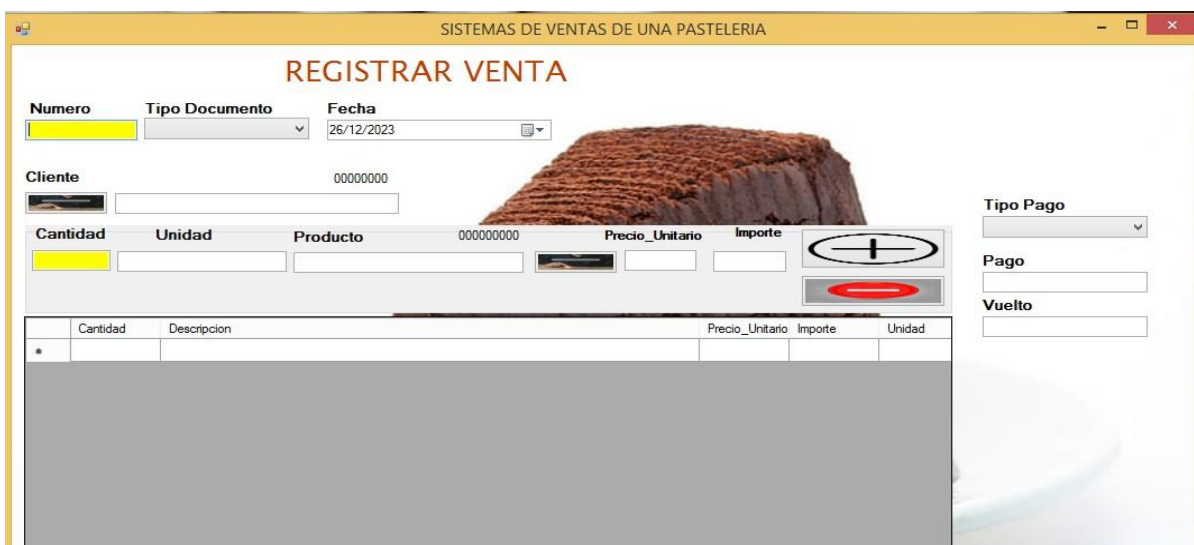 SISTEMAS DE VENTAS DE UNA PASTELERIA
REGISTRAR VENTA
Numero Tipo Documento Fecha
26/12/2023
Cliente 00000000
Tipo Pago
Cantidad Unidad Producto 000000000 Precio_Unitario Importe
Pago
Vuelto
Cantidad Descripcion Precio_Unitario Importe Unidad